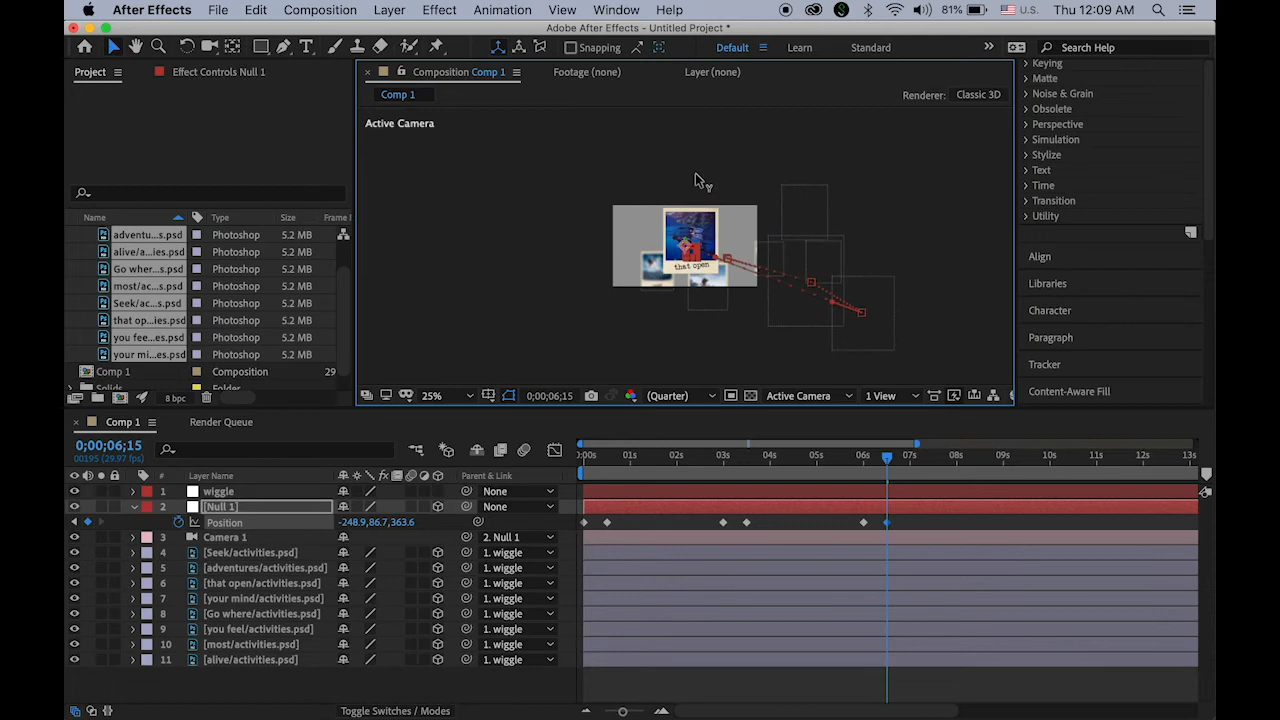 After Effects File Edit Composition Layer Effect Animation View Window Help 81% U.S. Thu 12:09 AM
Adobe After Effects - Untitled Project *
Snapping Default Learn Standard Search Help
Project Effect Controls Null 1 Composition Comp 1 Footage (none) Layer (none)
Comp 1 Renderer: Classic 3D
Active Camera
that open
Name Type Size Frame I
adventu...s.psd Photoshop 5.2 MB
alive/a...ies.psd Photoshop 5.2 MB
Go wher...s.psd Photoshop 5.2 MB
most/ac...s.psd Photoshop 5.2 MB
Seek/ac...s.psd Photoshop 5.2 MB
that op...es.psd Photoshop 5.2 MB
you fee...es.psd Photoshop 5.2 MB
your mi...es.psd Photoshop 5.2 MB
Comp 1 Composition 29
Solids Folder
8 bpc
25% 0;00;06;15 (Quarter) Active Camera 1 View
Keying
Matte
Noise & Grain
Obsolete
Perspective
Simulation
Stylize
Text
Time
Transition
Utility
Align
Libraries
Character
Paragraph
Tracker
Content-Aware Fill
Comp 1 Render Queue
0;00;06;15
00195 (29.97 fps)
:00s 01s 02s 03s 04s 05s 06s 07s 08s 09s 10s 11s 12s 13s
# Layer Name Parent & Link
1 wiggle None
2 [Null 1] None
Position -248.9,86.7,363.6
3 Camera 1 2. Null 1
4 [Seek/activities.psd] 1. wiggle
5 [adventures/activities.psd] 1. wiggle
6 [that open/activities.psd] 1. wiggle
7 [your mind/activities.psd] 1. wiggle
8 [Go where/activities.psd] 1. wiggle
9 [you feel/activities.psd] 1. wiggle
10 [most/activities.psd] 1. wiggle
11 [alive/activities.psd] 1. wiggle
Toggle Switches / Modes